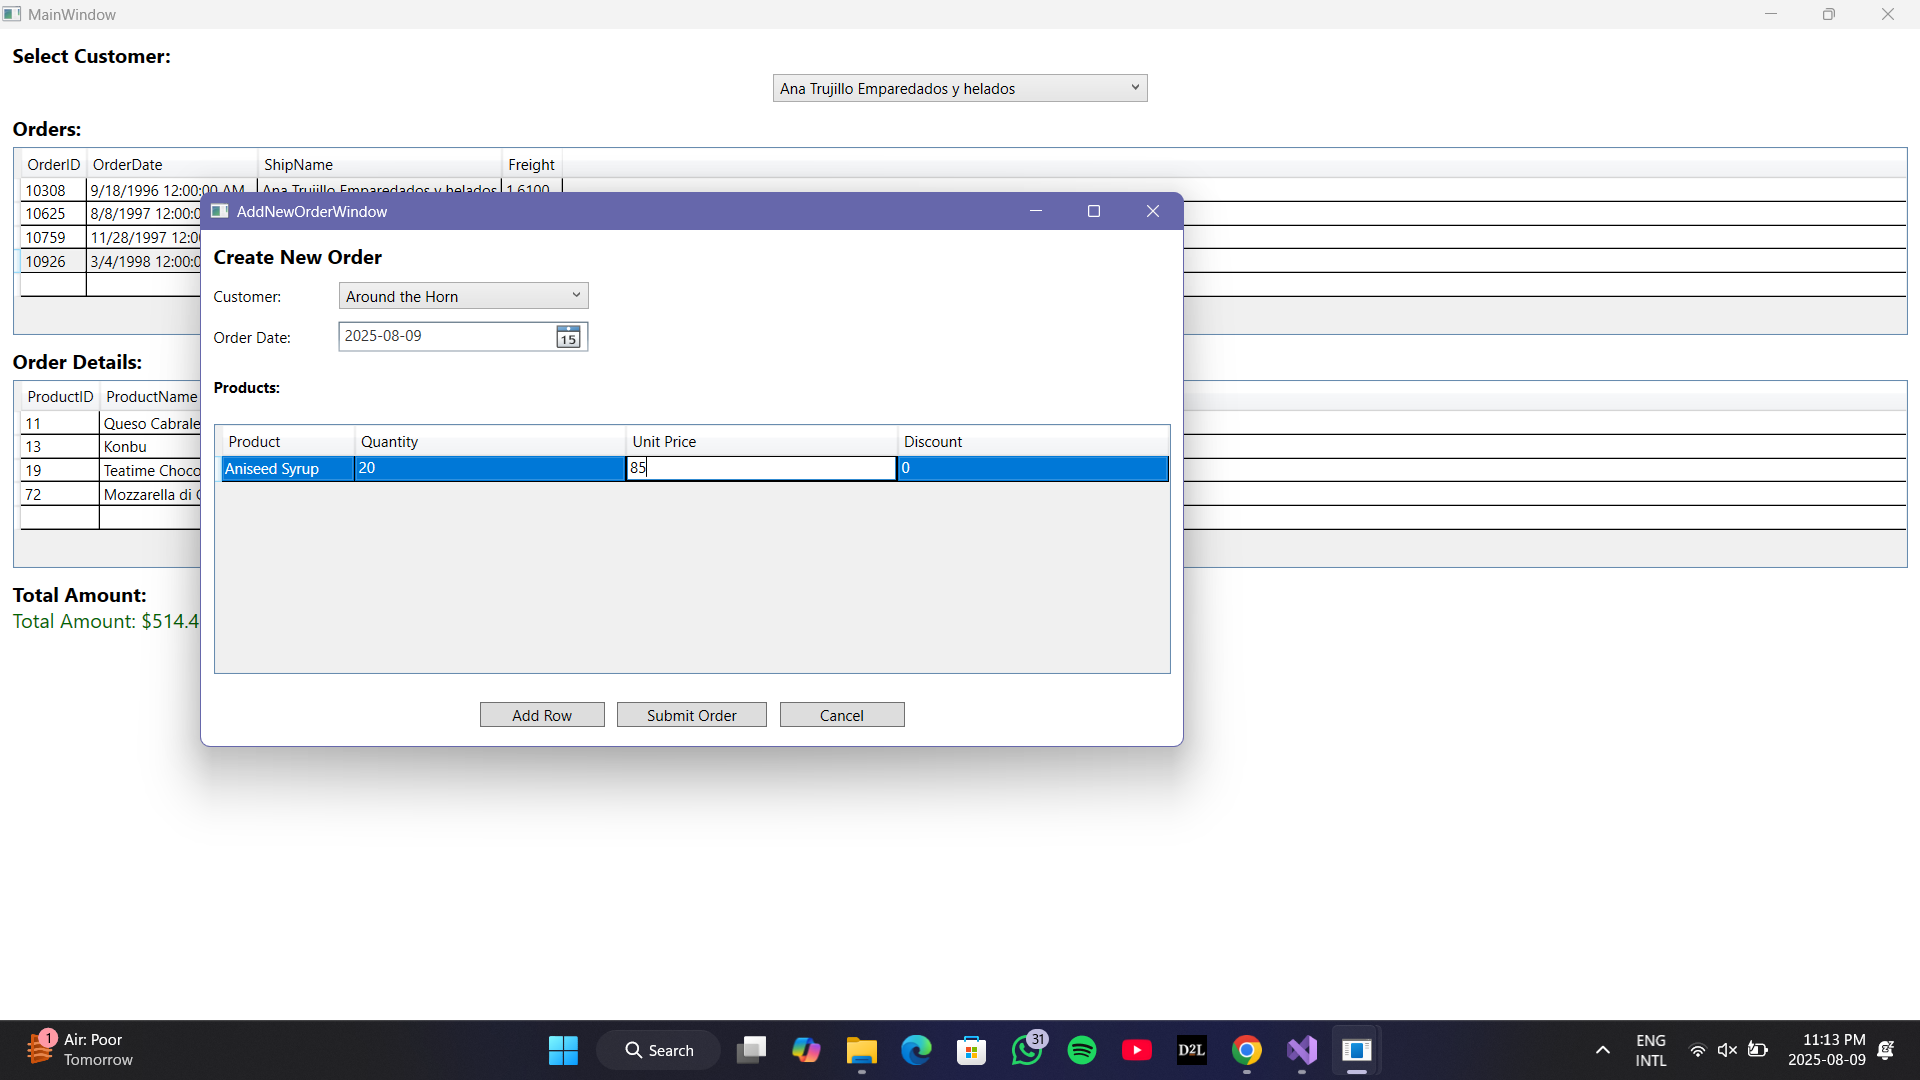 MainWindow
Select Customer:
Ana Trujillo Emparedados y helados
Orders:
OrderID OrderDate ShipName Freight
10308 9/18/1996 12:00:00 AM Ana Trujillo Emparedados y helados 1.6100
10625 8/8/1997 12:00:0
10759 11/28/1997 12:0
10926 3/4/1998 12:00:0
AddNewOrderWindow
Create New Order
Customer: Around the Horn
Order Date: 2025-08-09 15
Products:
Product Quantity Unit Price Discount
Aniseed Syrup 20 85 0
Add Row Submit Order Cancel
Order Details:
ProductID ProductName
11 Queso Cabrale
13 Konbu
19 Teatime Choco
72 Mozzarella di
Total Amount:
Total Amount: $514.4
1 Air: Poor
Tomorrow
Search
31
D2L
ENG
INTL
11:13 PM
2025-08-09